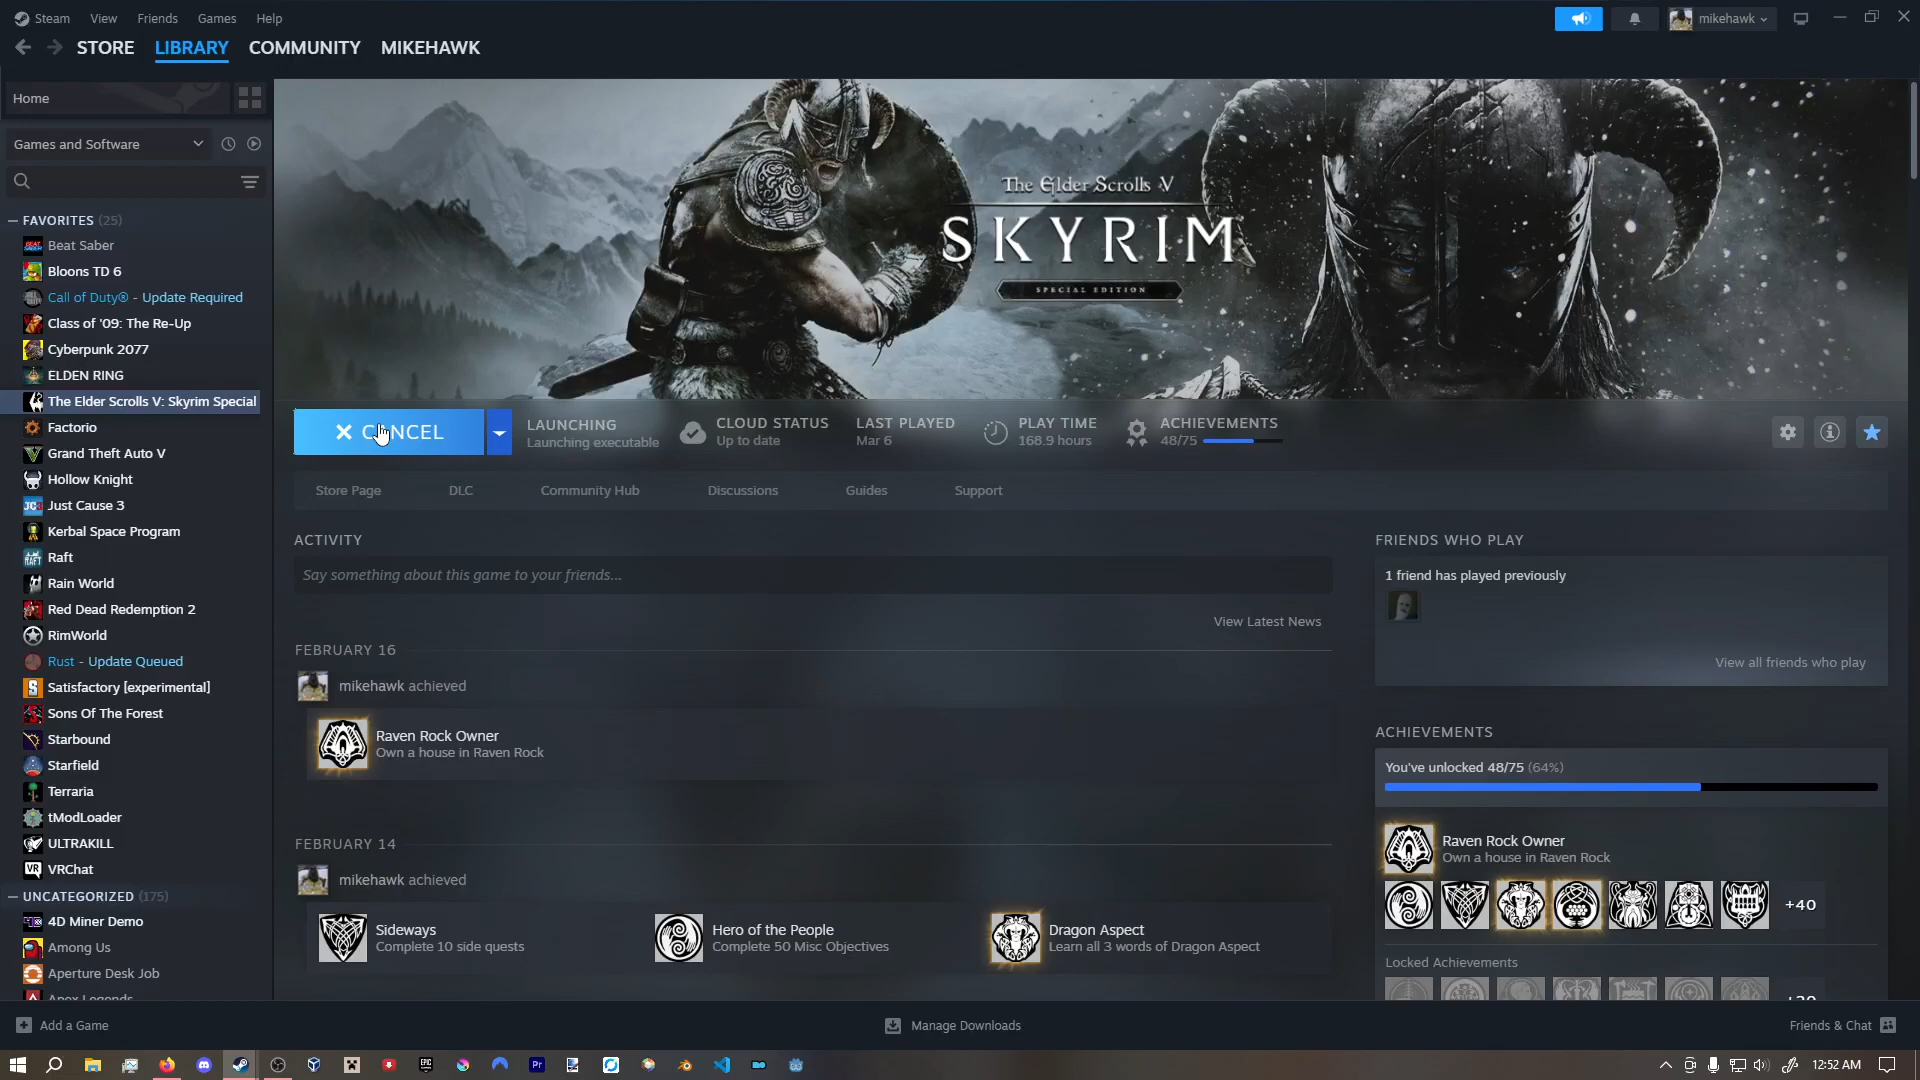 Steam View Friends Games Help
mikehawk
STORE LIBRARY COMMUNITY MIKEHAWK
Home
Games and Software
FAVORITES (25)
Beat Saber
Bloons TD 6
Call of Duty® - Update Required
Class of '09: The Re-Up
Cyberpunk 2077
ELDEN RING
The Elder Scrolls V: Skyrim Special
Factorio
Grand Theft Auto V
Hollow Knight
Just Cause 3
Kerbal Space Program
Raft
Rain World
Red Dead Redemption 2
RimWorld
Rust - Update Queued
Satisfactory [experimental]
Sons Of The Forest
Starbound
Starfield
Terraria
tModLoader
ULTRAKILL
VRChat
UNCATEGORIZED (175)
4D Miner Demo
Among Us
Aperture Desk Job
Apex Legends
The Elder Scrolls V
SKYRIM
SPECIAL EDITION
CANCEL
LAUNCHING
Launching executable
CLOUD STATUS
Up to date
LAST PLAYED
Mar 6
PLAY TIME
168.9 hours
ACHIEVEMENTS
48/75
Store Page DLC Community Hub Discussions Guides Support
ACTIVITY
Say something about this game to your friends...
View Latest News
FEBRUARY 16
mikehawk achieved
Raven Rock Owner
Own a house in Raven Rock
FEBRUARY 14
mikehawk achieved
Sideways
Complete 10 side quests
Hero of the People
Complete 50 Misc Objectives
Dragon Aspect
Learn all 3 words of Dragon Aspect
FRIENDS WHO PLAY
1 friend has played previously
View all friends who play
ACHIEVEMENTS
You've unlocked 48/75 (64%)
Raven Rock Owner
Own a house in Raven Rock
+40
Locked Achievements
Add a Game
Manage Downloads
Friends & Chat
12:52 AM